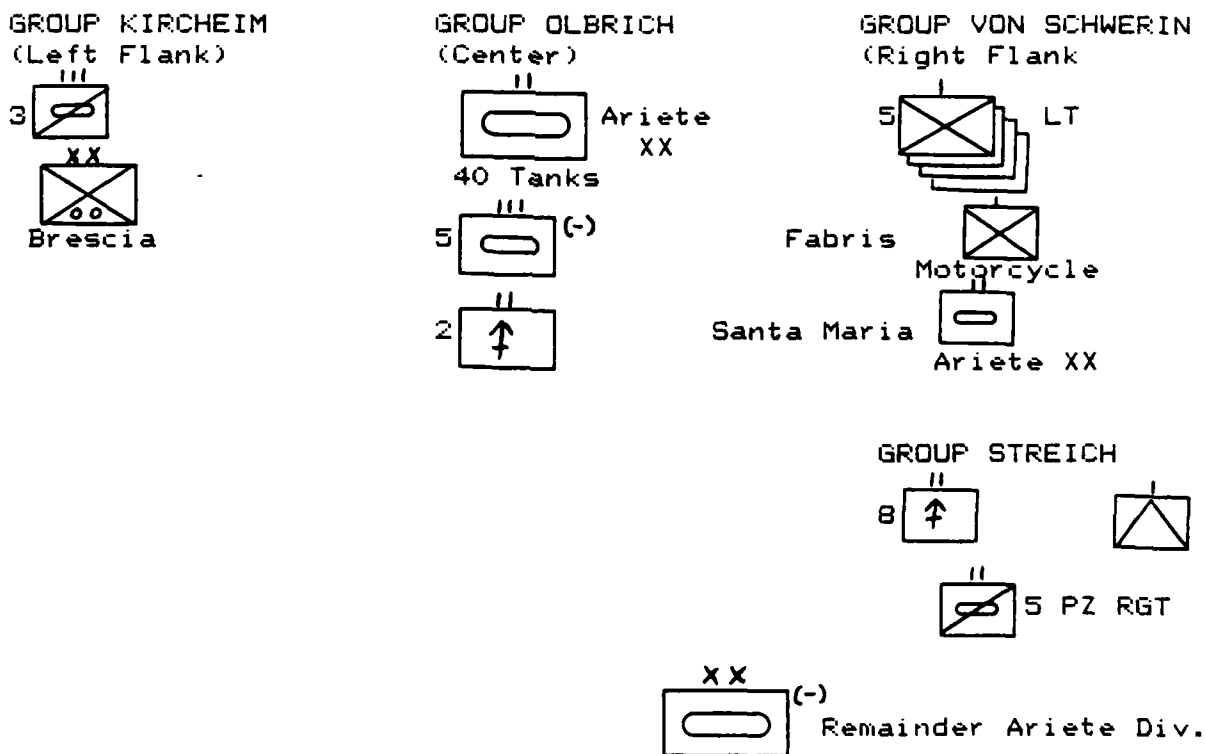 GROUP KIRCHEIM
(Left Flank)
III
3
XX
Brescia
GROUP OLBRICH
(Center)
II
Ariete
XX
40 Tanks
III
5 (-)
II
2
GROUP VON SCHWERIN
(Right Flank
I
5 LT
I
Fabris
Motorcycle
II
Santa Maria
Ariete XX
GROUP STREICH
II
8
I
II
5 PZ RGT
XX
(-)
Remainder Ariete Div.